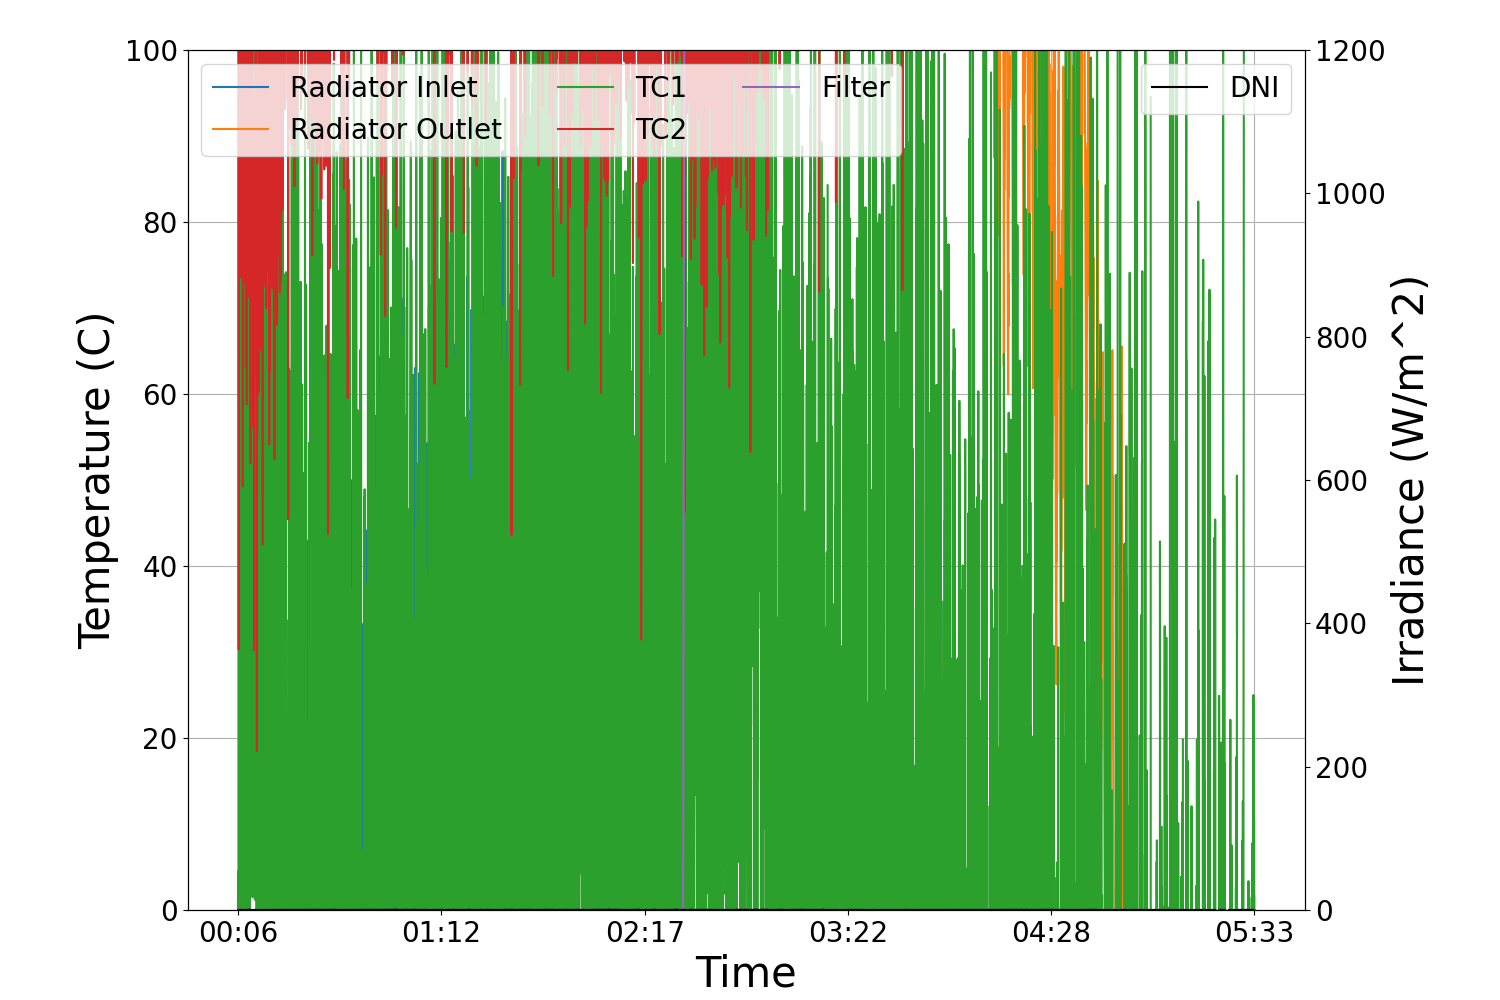 Radiator Inlet
Radiator Outlet
TC1
TC2
Filter
DNI
100
80
60
40
20
0
Temperature (C)
1200
1000
800
600
400
200
0
Irradiance (W/m^2)
00:06 01:12 02:17 03:22 04:28 05:33
Time